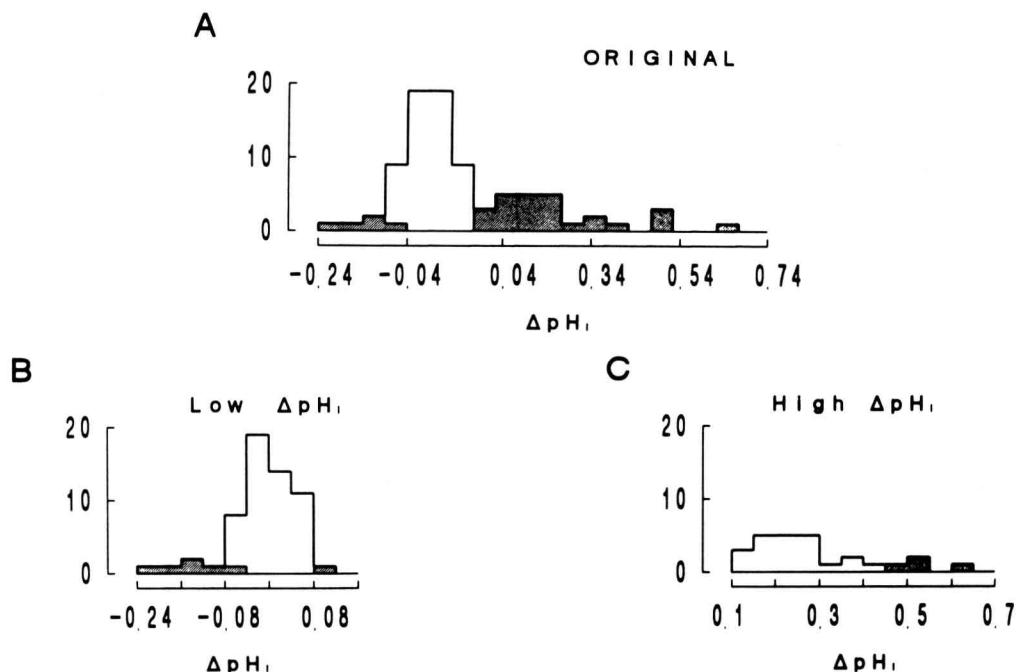 A
ORIGINAL
20
10
0
-0.24 -0.04 0.04 0.34 0.54 0.74
ΔpHᵢ
B
Low ΔpHᵢ
20
10
0
-0.24 -0.08 0.08
ΔpHᵢ
C
High ΔpHᵢ
20
10
0
0.1 0.3 0.5 0.7
ΔpHᵢ